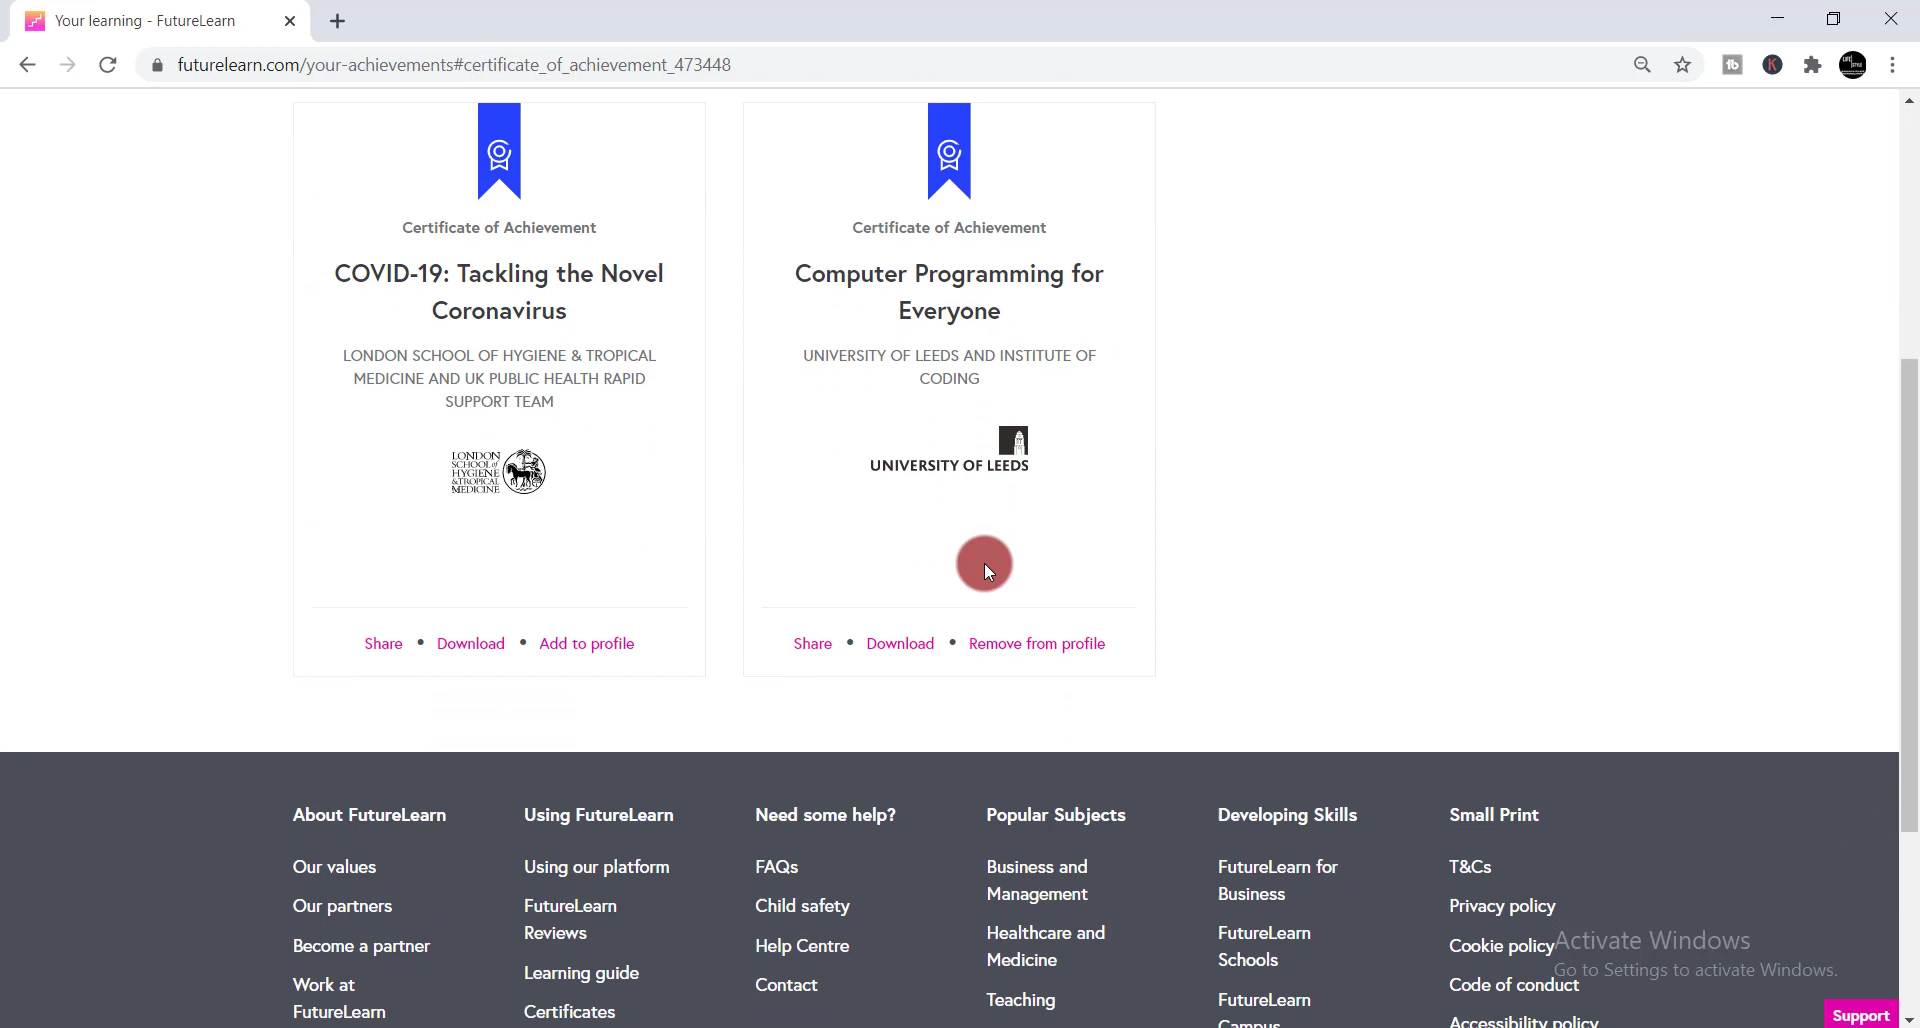 Your learning - FutureLearn
futurelearn.com/your-achievements#certificate_of_achievement_473448
Certificate of Achievement
COVID-19: Tackling the Novel
Coronavirus
LONDON SCHOOL OF HYGIENE & TROPICAL
MEDICINE AND UK PUBLIC HEALTH RAPID
SUPPORT TEAM
LONDON
SCHOOL of
HYGIENE
& TROPICAL
MEDICINE
Share • Download • Add to profile
Certificate of Achievement
Computer Programming for
Everyone
UNIVERSITY OF LEEDS AND INSTITUTE OF
CODING
UNIVERSITY OF LEEDS
Share • Download • Remove from profile
About FutureLearn
Our values
Our partners
Become a partner
Work at
FutureLearn
Using FutureLearn
Using our platform
FutureLearn
Reviews
Learning guide
Certificates
Need some help?
FAQs
Child safety
Help Centre
Contact
Popular Subjects
Business and
Management
Healthcare and
Medicine
Teaching
Developing Skills
FutureLearn for
Business
FutureLearn
Schools
FutureLearn
Campus
Small Print
T&Cs
Privacy policy
Cookie policy
Code of conduct
Accessibility policy
Activate Windows
Go to Settings to activate Windows.
Support